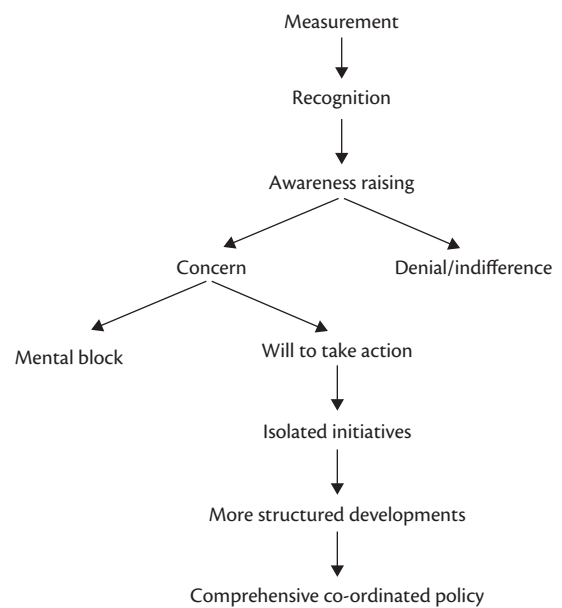 Measurement
Recognition
Awareness raising
Concern
Denial/indifference
Mental block
Will to take action
Isolated initiatives
More structured developments
Comprehensive co-ordinated policy